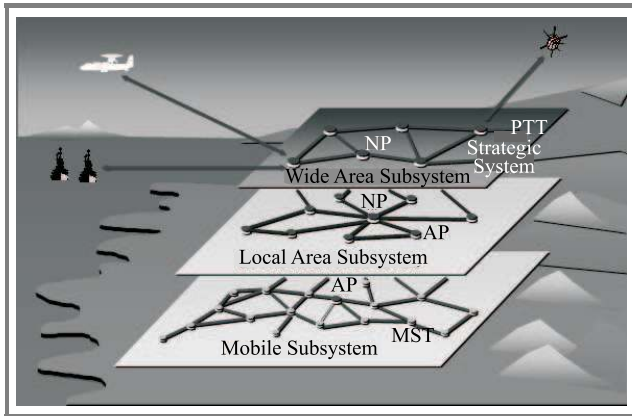 NP
PTT
Strategic
System
Wide Area Subsystem
NP
AP
Local Area Subsystem
AP
MST
Mobile Subsystem